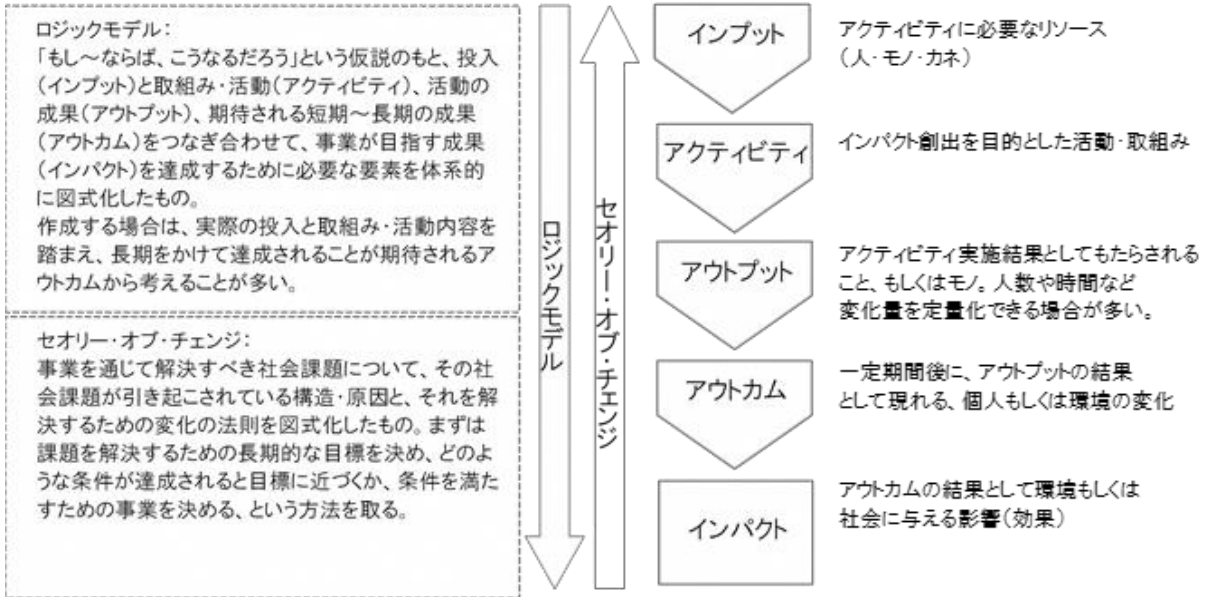 ロジックモデル：
「もし～ならば、こうなるだろう」という仮説のもと、投入
(インプット)と取組み・活動(アクティビティ)、活動の
成果(アウトプット)、期待される短期～長期の成果
(アウトカム)をつなぎ合わせて、事業が目指す成果
(インパクト)を達成するために必要な要素を体系的
に図式化したもの。
作成する場合は、実際の投入と取組み・活動内容を
踏まえ、長期をかけて達成されることが期待されるア
ウトカムから考えることが多い。
セオリー・オブ・チェンジ：
事業を通じて解決すべき社会課題について、その社
会課題が引き起こされている構造・原因と、それを解
決するための変化の法則を図式化したもの。まずは
課題を解決するための長期的な目標を決め、どのよ
うな条件が達成されると目標に近づくか、条件を満た
すための事業を決める、という方法を取る。
ロジックモデル
セオリー・オブ・チェンジ
インプット
アクティビティに必要なリソース
(人・モノ・カネ)
アクティビティ
インパクト創出を目的とした活動・取組み
アウトプット
アクティビティ実施結果としてもたらされる
こと、もしくはモノ。人数や時間など
変化量を定量化できる場合が多い。
アウトカム
一定期間後に、アウトプットの結果
として現れる、個人もしくは環境の変化
インパクト
アウトカムの結果として環境もしくは
社会に与える影響(効果)